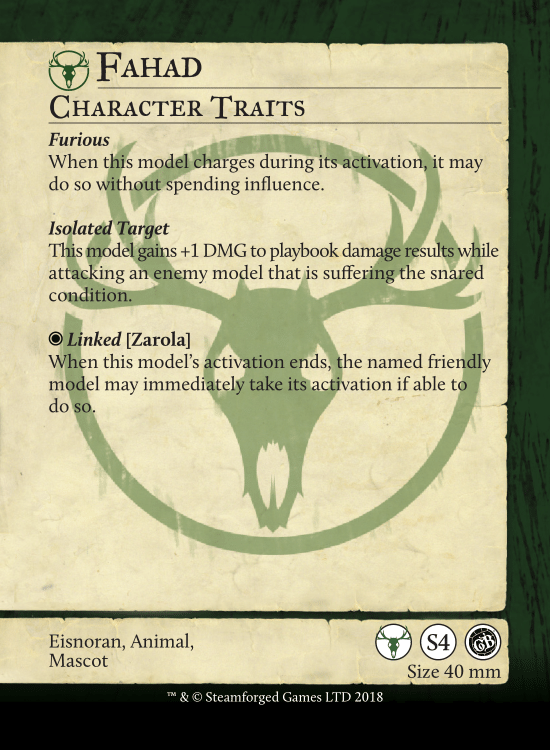 Fahad
Character Traits
Furious
When this model charges during its activation, it may
do so without spending influence.
Isolated Target
This model gains +1 DMG to playbook damage results while
attacking an enemy model that is suffering the snared
condition.
Linked [Zarola]
When this model’s activation ends, the named friendly
model may immediately take its activation if able to
do so.
Eisnoran, Animal,
Mascot
S4
GB
Size 40 mm
™ & © Steamforged Games LTD 2018